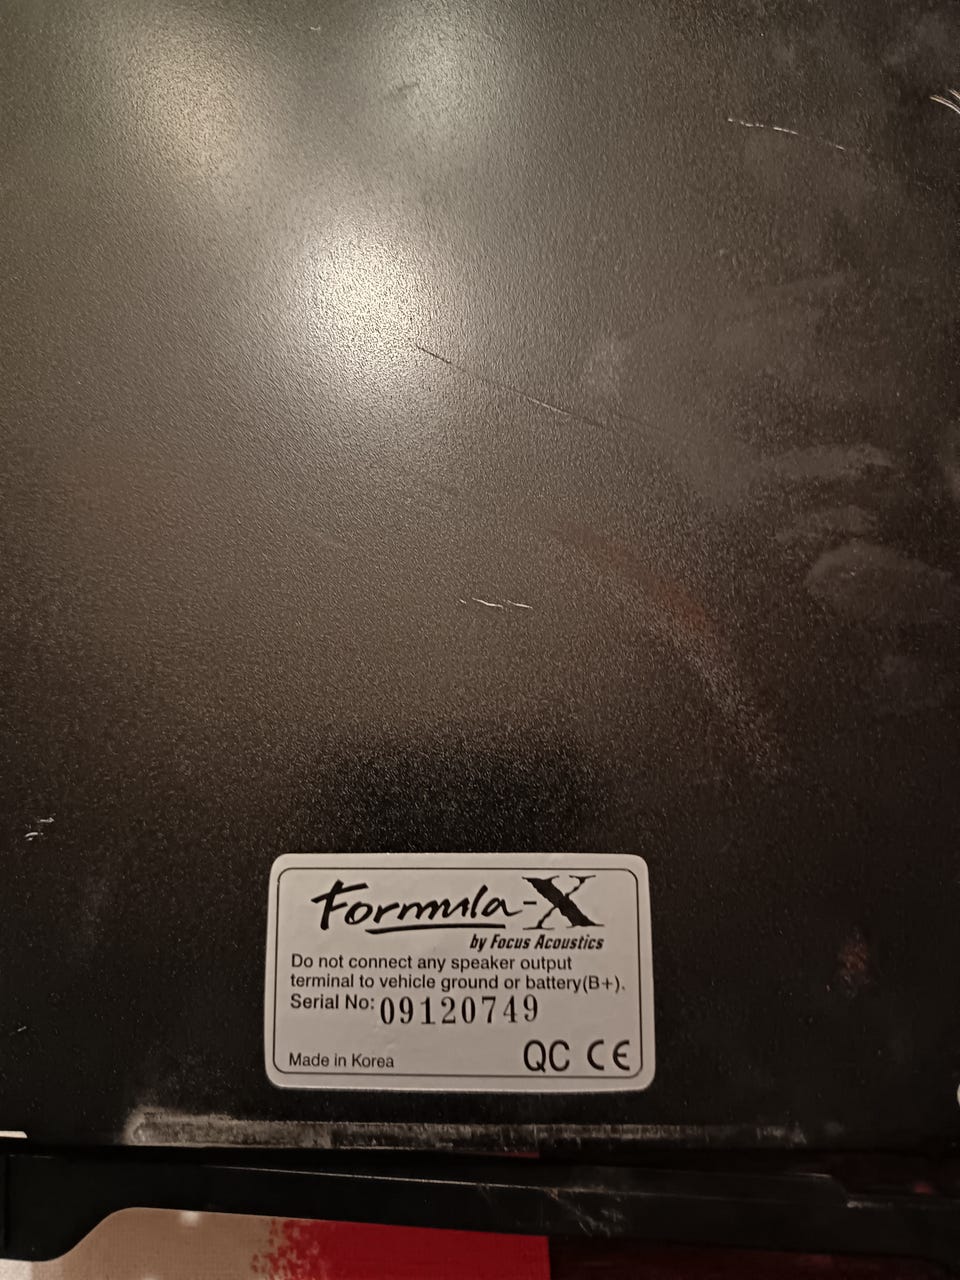 Formula-X
by Focus Acoustics
Do not connect any speaker output
terminal to vehicle ground or battery(B+).
Serial No: 09120749
Made in Korea
QC CE